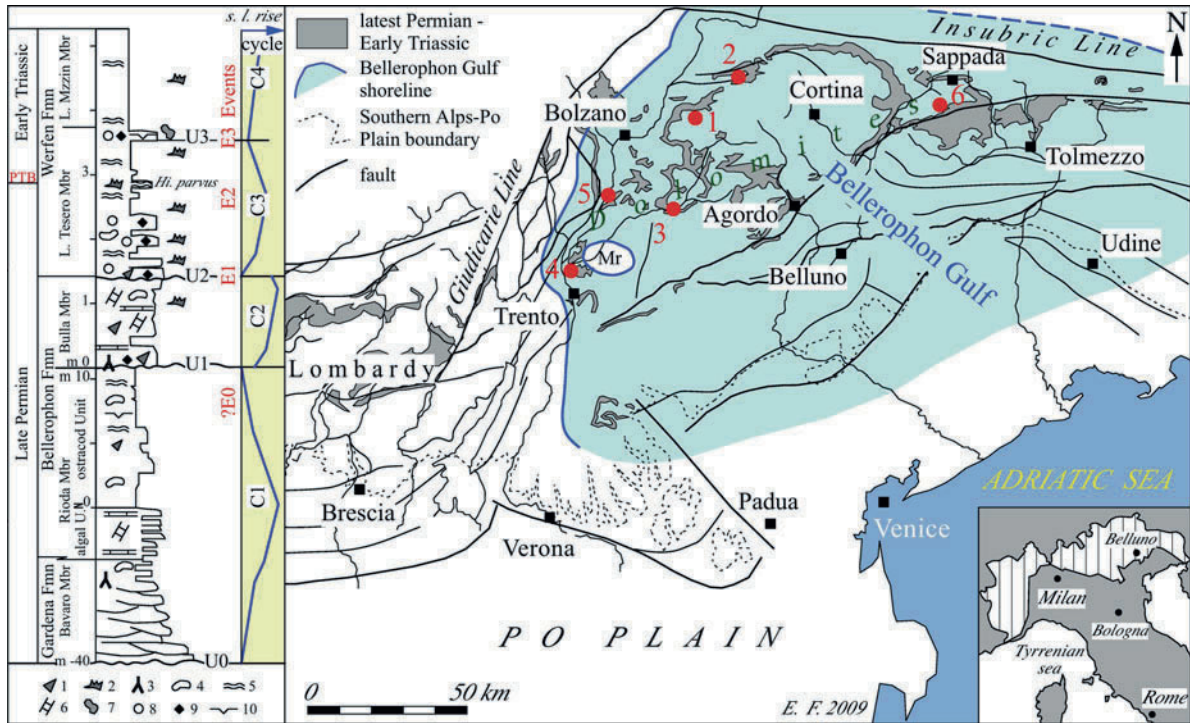 s. l. rise
cycle
Early Triassic
Late Permian
PTB
Werfen Fmn
Bellerophon Fmn
Gardena Fmn
L. Mzzin Mbr
L. Tesero Mbr
Bulla Mbr
ostracod Unit
Rioda Mbr
algal U.
Bavaro Mbr
3
1
m 0
m 10
0
m -40
Hi. parvus
U3
U2
U1
U0
Events
E3
E2
E1
?E0
C4
C3
C2
C1
1 2 3 4 5
6 7 8 9 10
latest Permian -
Early Triassic
Bellerophon Gulf
shoreline
Southern Alps-Po
Plain boundary
fault
N
Insubric Line
Sappada
2
Cortina
6
Bolzano
1
Tolmezzo
Dolomites
5
3
Agordo
Bellerophon Gulf
Giudicarie Line
Mr
4
Belluno
Udine
Trento
Lombardy
ADRIATIC SEA
Brescia
Verona
Padua
Venice
PO PLAIN
0 50 km
E. F. 2009
Belluno
Milan
Bologna
Tyrrenian
sea
Rome